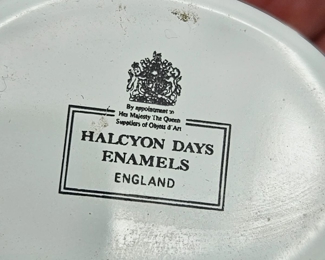 By appointment to
Her Majesty The Queen
Suppliers of Objets d'Art
HALCYON DAYS
ENAMELS
ENGLAND